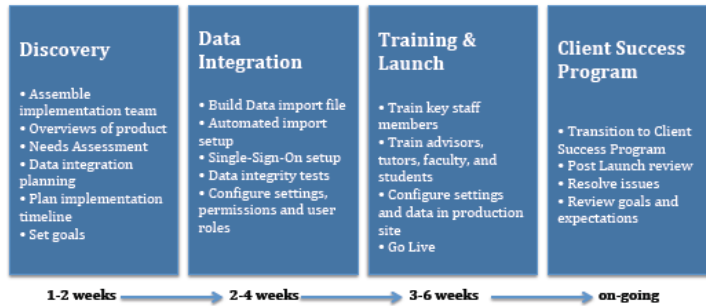 Discovery
• Assemble
implementation team
• Overviews of product
• Needs Assessment
• Data integration
planning
• Plan implementation
timeline
• Set goals
Data
Integration
• Build Data import file
• Automated import
setup
• Single-Sign-On setup
• Data integrity tests
• Configure settings,
permissions and user
roles
Training &
Launch
• Train key staff
members
• Train advisors,
tutors, faculty, and
students
• Configure settings
and data in production
site
• Go Live
Client Success
Program
• Transition to Client
Success Program
• Post Launch review
• Resolve issues
• Review goals and
expectations
1-2 weeks
2-4 weeks
3-6 weeks
on-going